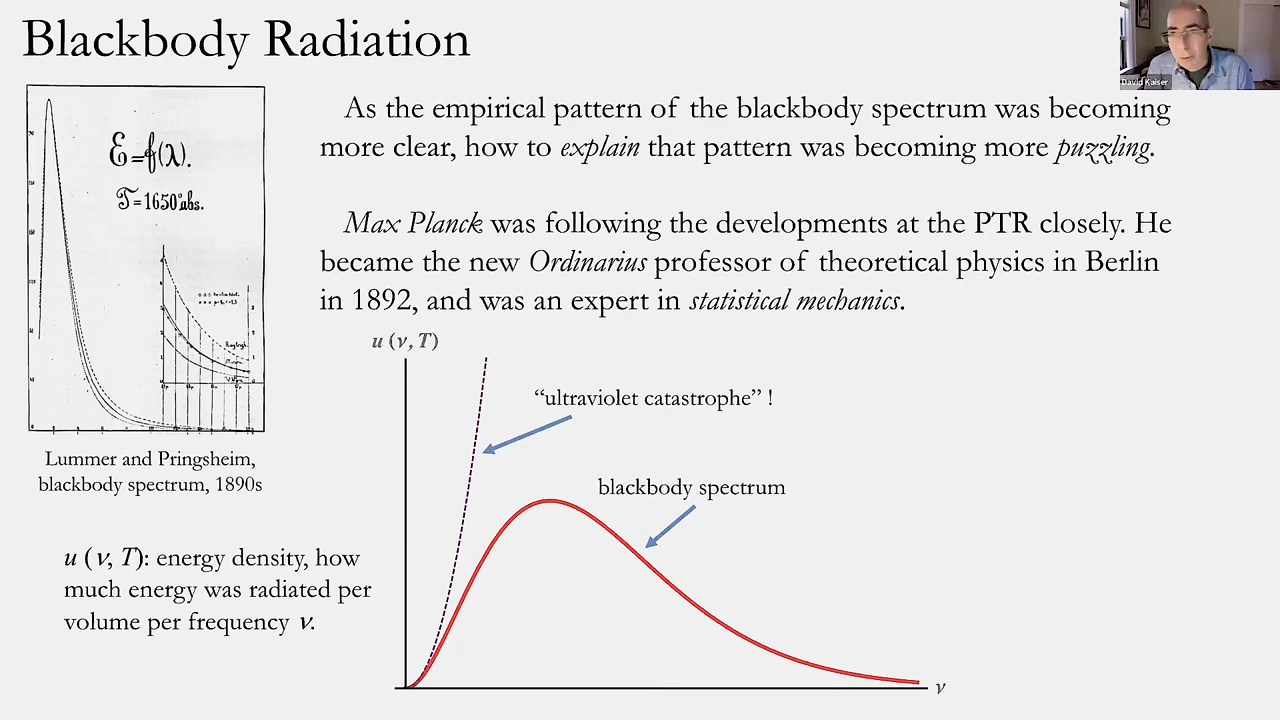 Blackbody Radiation
David Kaiser
ℰ=f(λ).
T=1650°abs.
Lummer and Pringsheim,
blackbody spectrum, 1890s
As the empirical pattern of the blackbody spectrum was becoming
more clear, how to explain that pattern was becoming more puzzling.
Max Planck was following the developments at the PTR closely. He
became the new Ordinarius professor of theoretical physics in Berlin
in 1892, and was an expert in statistical mechanics.
u (ν, T)
“ultraviolet catastrophe” !
blackbody spectrum
ν
u (ν, T): energy density, how
much energy was radiated per
volume per frequency ν.